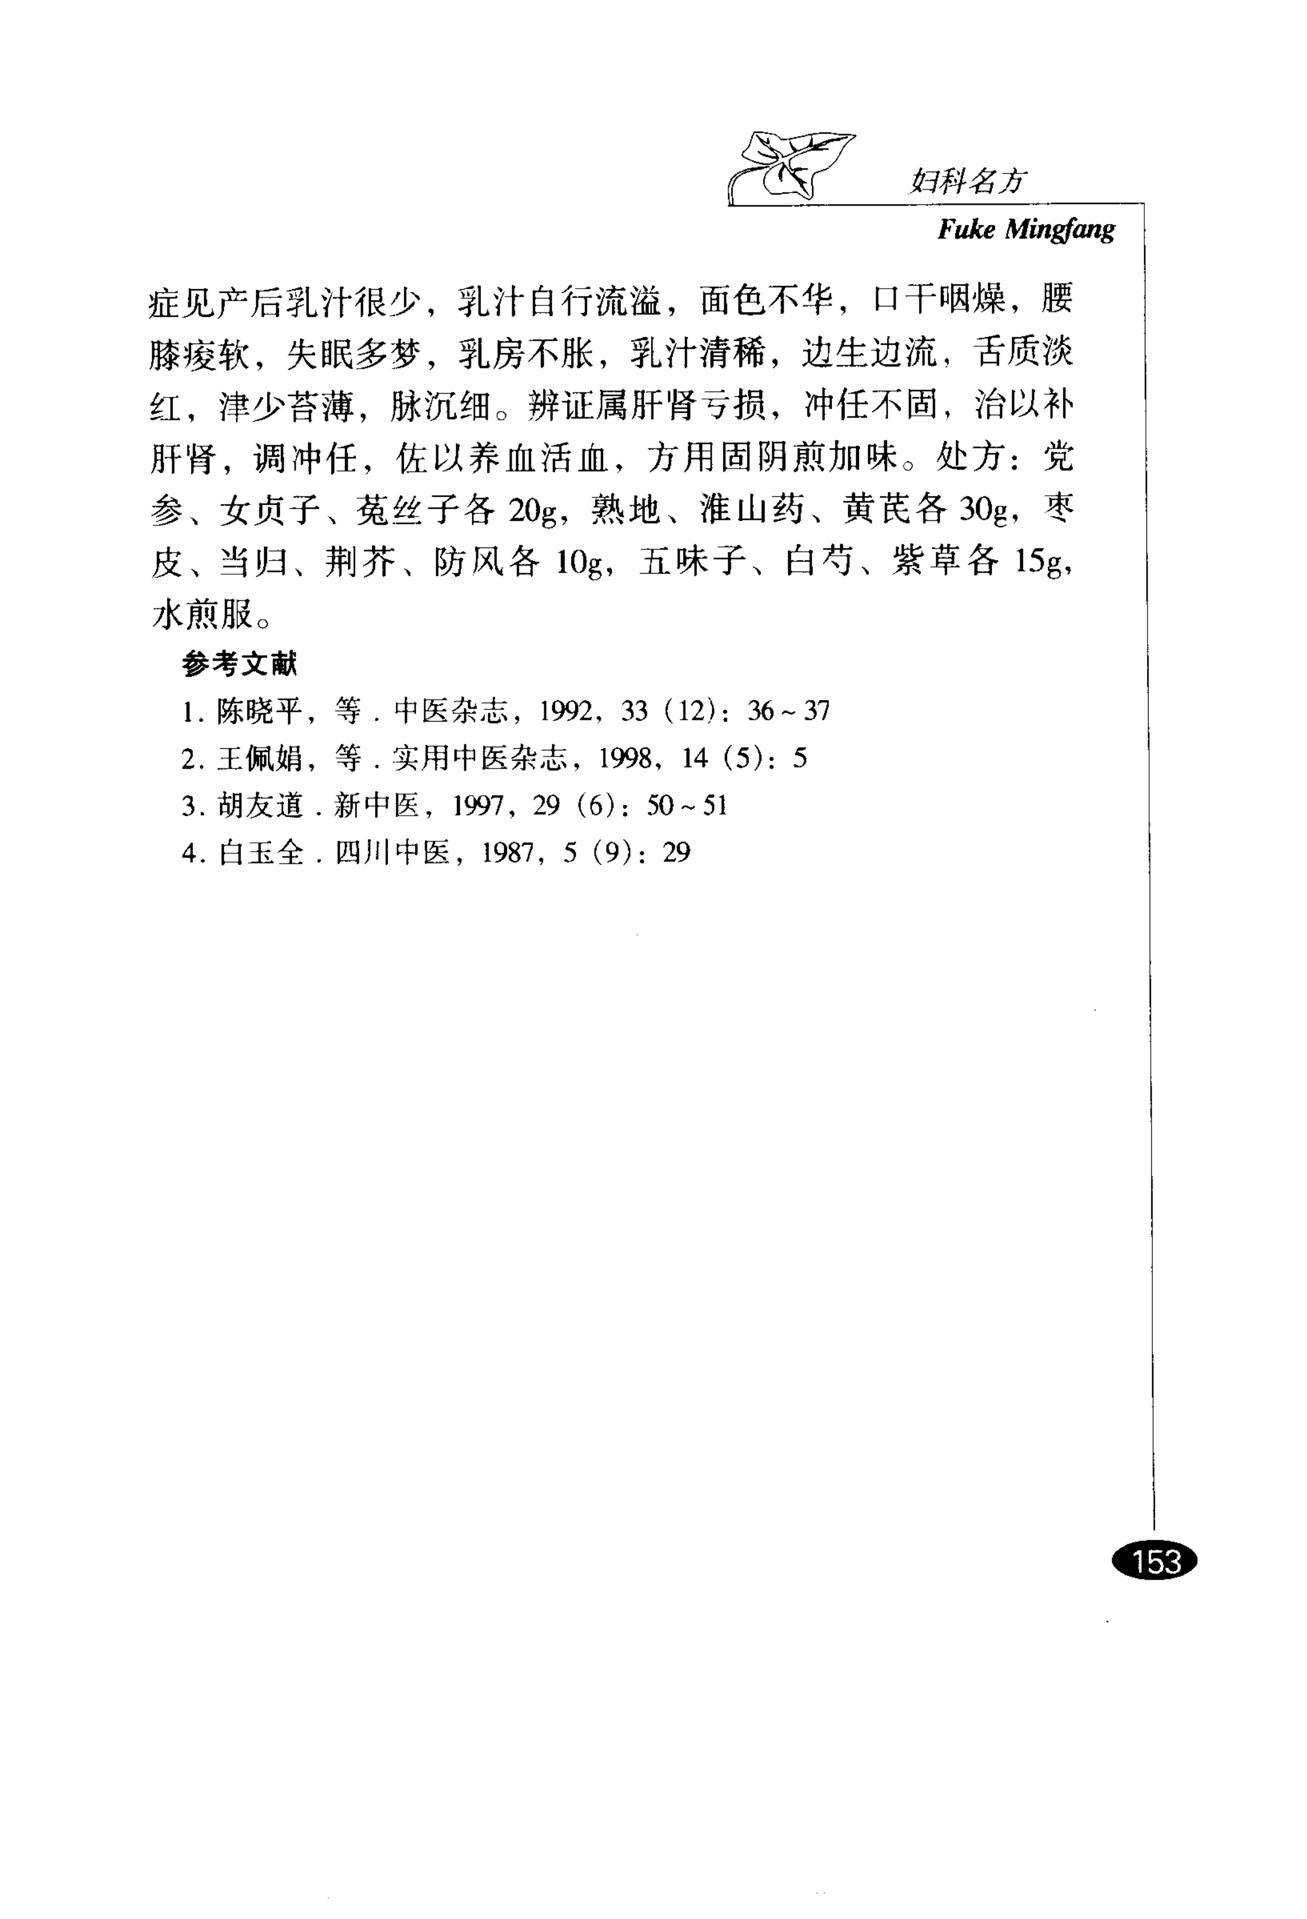 妇科名方
Fuke Mingfang
症见产后乳汁很少，乳汁自行流溢，面色不华，口干咽燥，腰
膝痠软，失眠多梦，乳房不胀，乳汁清稀，边生边流，舌质淡
红，津少苔薄，脉沉细。辨证属肝肾亏损，冲任不固，治以补
肝肾，调冲任，佐以养血活血，方用固阴煎加味。处方：党
参、女贞子、菟丝子各 20g，熟地、淮山药、黄芪各 30g，枣
皮、当归、荆芥、防风各 10g，五味子、白芍、紫草各 15g，
水煎服。
参考文献
1. 陈晓平，等．中医杂志，1992，33（12）：36～37
2. 王佩娟，等．实用中医杂志，1998，14（5）：5
3. 胡友道．新中医，1997，29（6）：50～51
4. 白玉全．四川中医，1987，5（9）：29
153